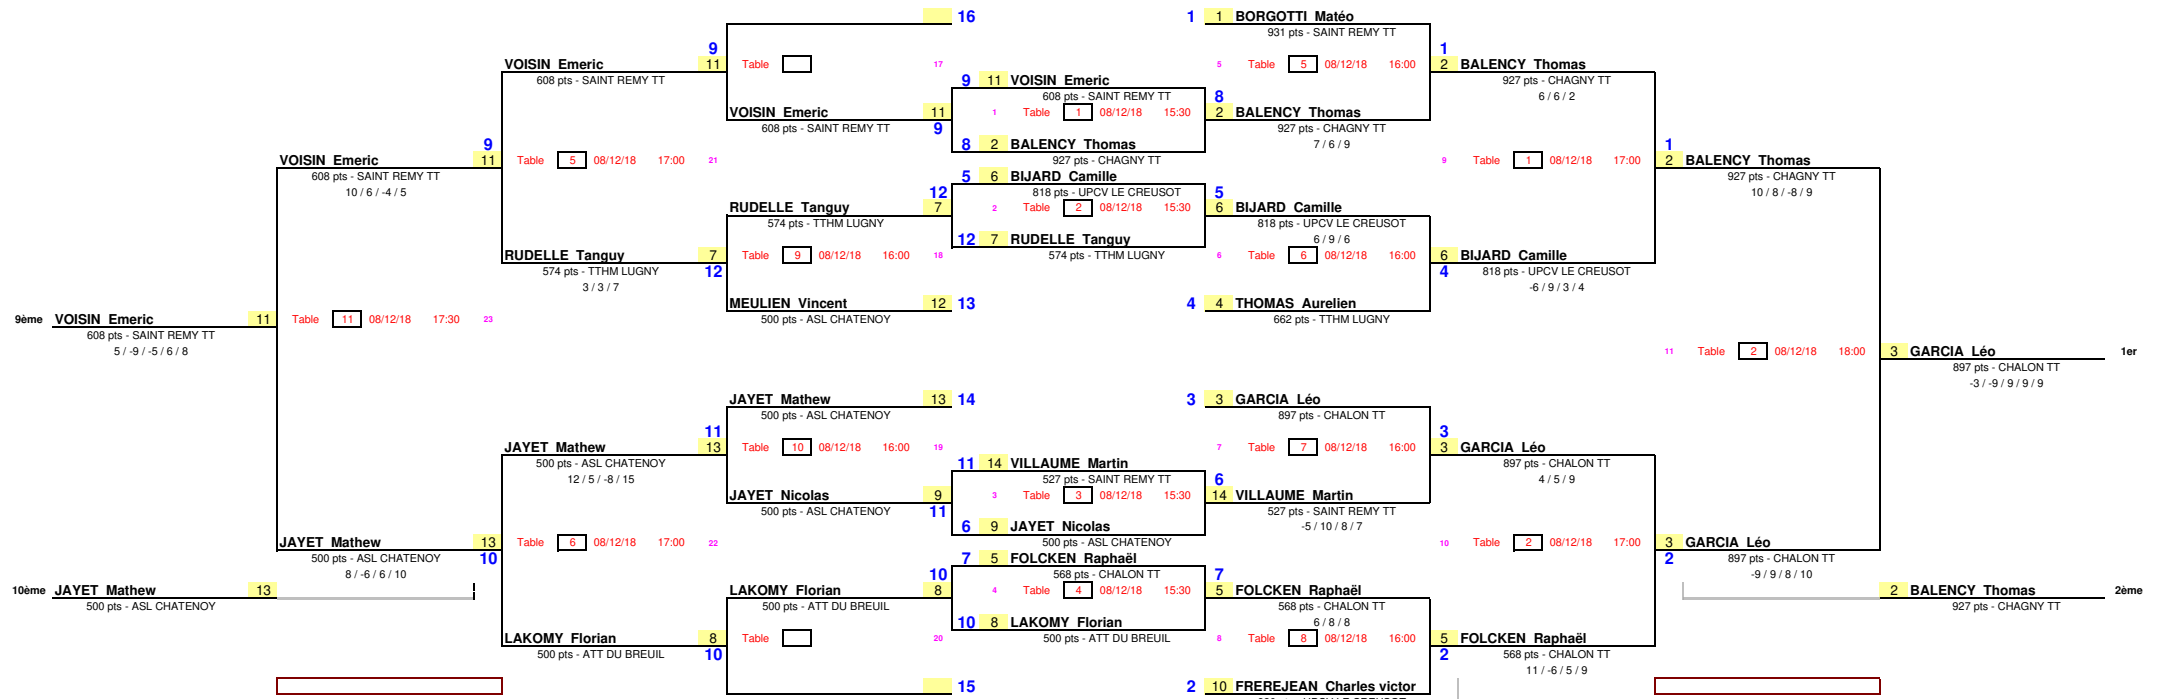 16 1 1 BORGOTTI Matéo
931 pts - SAINT REMY TT
9 1
VOISIN Emeric 11 Table 17 5 Table 5 08/12/18 16:00 2 BALENCY Thomas
608 pts - SAINT REMY TT 9 11 VOISIN Emeric 927 pts - CHAGNY TT
608 pts - SAINT REMY TT 8 6 / 6 / 2
VOISIN Emeric 11 1 Table 1 08/12/18 15:30 2 BALENCY Thomas
608 pts - SAINT REMY TT 9 927 pts - CHAGNY TT
9 8 2 BALENCY Thomas 7 / 6 / 9 1
VOISIN Emeric 11 Table 5 08/12/18 17:00 21 927 pts - CHAGNY TT 9 Table 1 08/12/18 17:00 2 BALENCY Thomas
608 pts - SAINT REMY TT 5 6 BIJARD Camille 927 pts - CHAGNY TT
10 / 6 / -4 / 5 12 818 pts - UPCV LE CREUSOT 5 10 / 8 / -8 / 9
RUDELLE Tanguy 7 2 Table 2 08/12/18 15:30 6 BIJARD Camille
574 pts - TTHM LUGNY 818 pts - UPCV LE CREUSOT
12 7 RUDELLE Tanguy 6 / 9 / 6
RUDELLE Tanguy 7 Table 9 08/12/18 16:00 18 574 pts - TTHM LUGNY 6 Table 6 08/12/18 16:00 6 BIJARD Camille
574 pts - TTHM LUGNY 12 4 818 pts - UPCV LE CREUSOT
3 / 3 / 7 -6 / 9 / 3 / 4
MEULIEN Vincent 12 13 4 4 THOMAS Aurelien
9ème VOISIN Emeric 11 Table 11 08/12/18 17:30 23 500 pts - ASL CHATENOY 662 pts - TTHM LUGNY
608 pts - SAINT REMY TT
5 / -9 / -5 / 6 / 8 11 Table 2 08/12/18 18:00 3 GARCIA Léo 1er
897 pts - CHALON TT
-3 / -9 / 9 / 9 / 9
JAYET Mathew 13 14 3 3 GARCIA Léo
500 pts - ASL CHATENOY 897 pts - CHALON TT
11 3
JAYET Mathew 13 Table 10 08/12/18 16:00 19 7 Table 7 08/12/18 16:00 3 GARCIA Léo
500 pts - ASL CHATENOY 11 14 VILLAUME Martin 897 pts - CHALON TT
12 / 5 / -8 / 15 527 pts - SAINT REMY TT 6 4 / 5 / 9
JAYET Nicolas 9 3 Table 3 08/12/18 15:30 14 VILLAUME Martin
500 pts - ASL CHATENOY 11 527 pts - SAINT REMY TT
6 9 JAYET Nicolas -5 / 10 / 8 / 7
JAYET Mathew 13 Table 6 08/12/18 17:00 22 500 pts - ASL CHATENOY 10 Table 2 08/12/18 17:00 3 GARCIA Léo
500 pts - ASL CHATENOY 10 7 5 FOLCKEN Raphaël 2 897 pts - CHALON TT
8 / -6 / 6 / 10 10 568 pts - CHALON TT 7 -9 / 9 / 8 / 10
10ème JAYET Mathew 13 LAKOMY Florian 8 4 Table 4 08/12/18 15:30 5 FOLCKEN Raphaël 2 BALENCY Thomas 2ème
500 pts - ASL CHATENOY 500 pts - ATT DU BREUIL 568 pts - CHALON TT 927 pts - CHAGNY TT
10 8 LAKOMY Florian 6 / 8 / 8
LAKOMY Florian 8 Table 20 500 pts - ATT DU BREUIL 8 Table 8 08/12/18 16:00 5 FOLCKEN Raphaël
500 pts - ATT DU BREUIL 10 2 568 pts - CHALON TT
11 / -6 / 5 / 9
15 2 10 FREREJEAN Charles victor